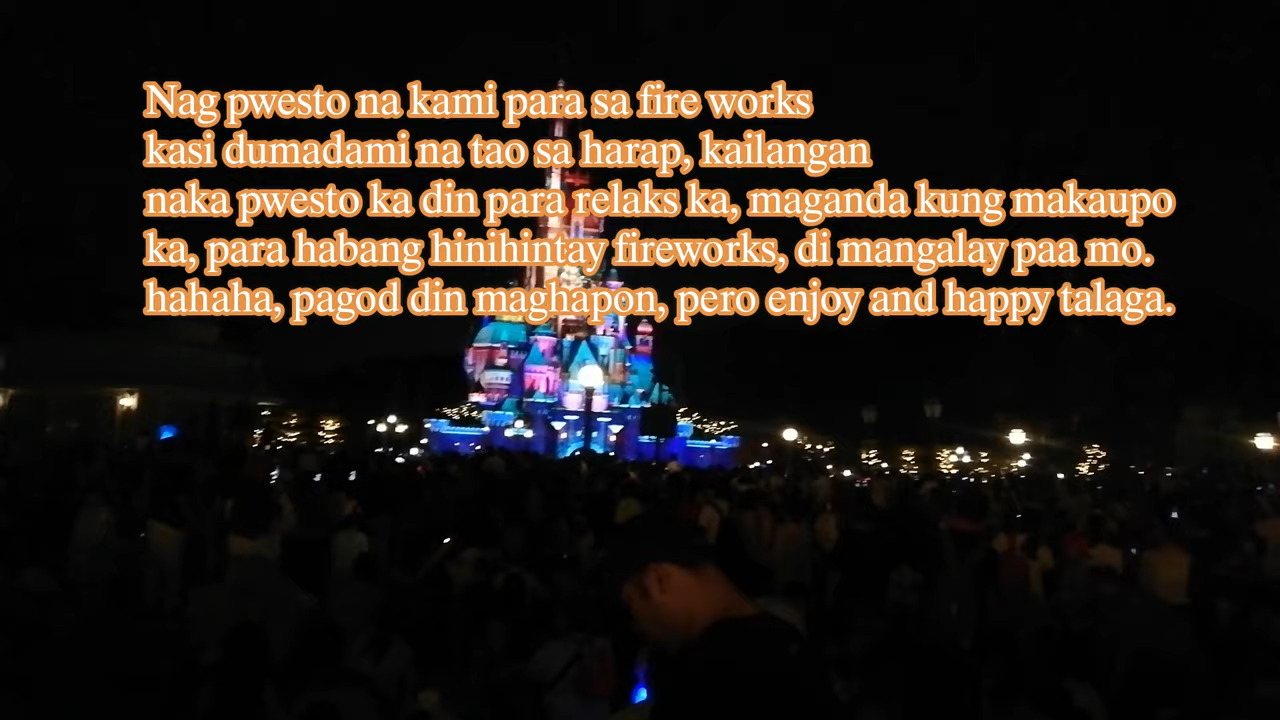 Nag pwesto na kami para sa fire works
kasi dumadami na tao sa harap, kailangan
naka pwesto ka din para relaks ka, maganda kung makaupo
ka, para habang hinihintay fireworks, di mangalay paa mo.
hahaha, pagod din maghapon, pero enjoy and happy talaga.